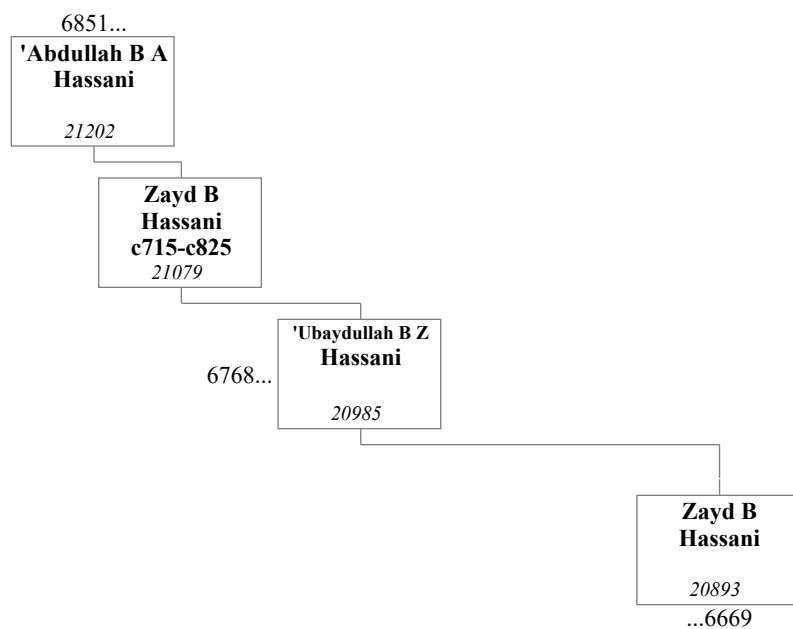 6851...
'Abdullah B A
Hassani
21202
Zayd B
Hassani
c715-c825
21079
'Ubaydullah B Z
Hassani
6768...
20985
Zayd B
Hassani
20893
...6669